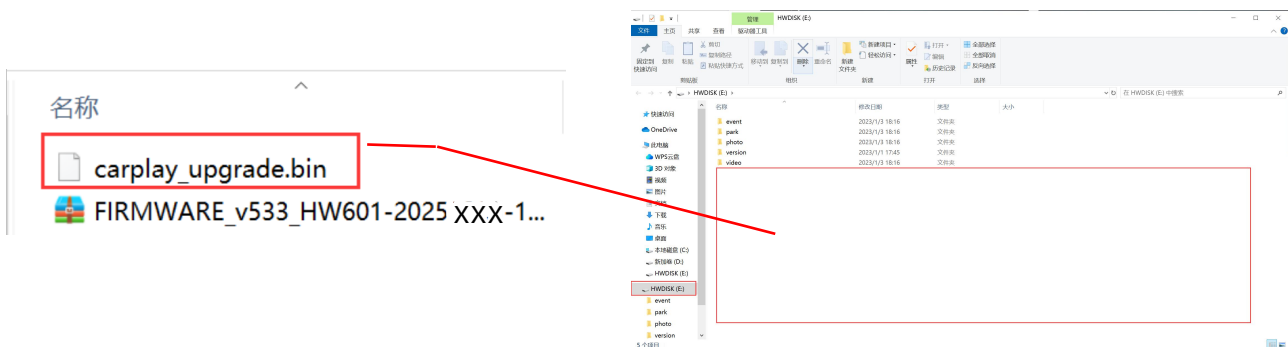 名称
carplay_upgrade.bin
FIRMWARE_v533_HW601-2025 XXX-1...
管理 HWDISK (E:)
文件 主页 共享 查看 驱动器工具
固定到快速访问
复制
粘贴
剪切
复制路径
粘贴快捷方式
移动到 复制到 删除 重命名
新建文件夹
新建项目
轻松访问
属性
打开
编辑
历史记录
全部选择
全部取消
反向选择
剪贴板 组织 新建 打开 选择
HWDISK (E:)
在 HWDISK (E:) 中搜索
名称 修改日期 类型 大小
event 2023/1/3 18:16 文件夹
park 2023/1/3 18:16 文件夹
photo 2023/1/3 18:16 文件夹
version 2023/1/1 17:45 文件夹
video 2023/1/3 18:16 文件夹
快速访问
OneDrive
此电脑
WPS云盘
3D 对象
视频
图片
下载
音乐
桌面
本地磁盘 (C:)
新加卷 (D:)
HWDISK (E:)
HWDISK (E:)
event
park
photo
version
5 个项目